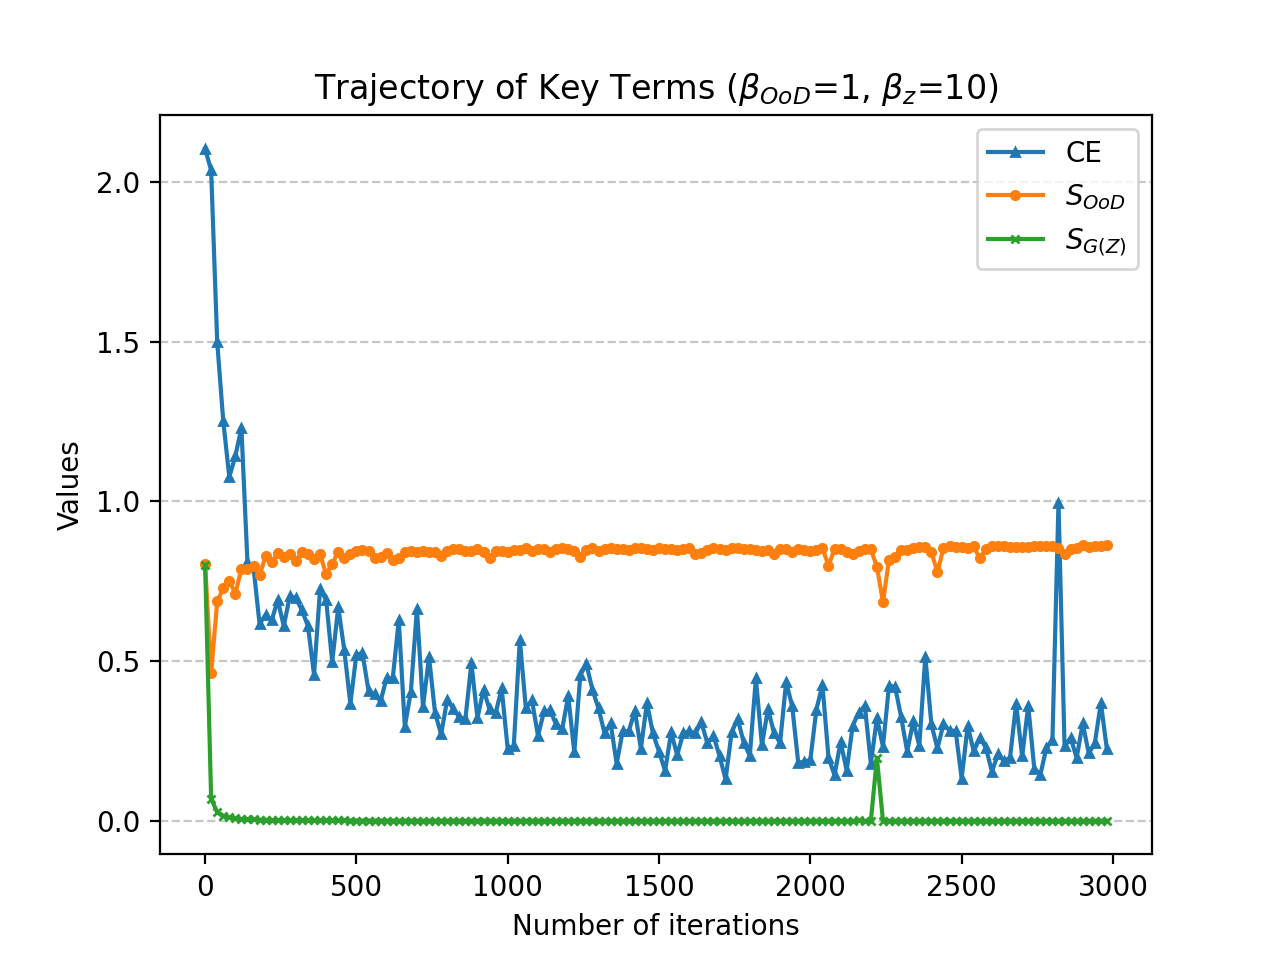 Trajectory of Key Terms (β_OoD=1, β_z=10)
CE
S_OoD
S_G(Z)
2.0
1.5
1.0
0.5
0.0
Values
0 500 1000 1500 2000 2500 3000
Number of iterations